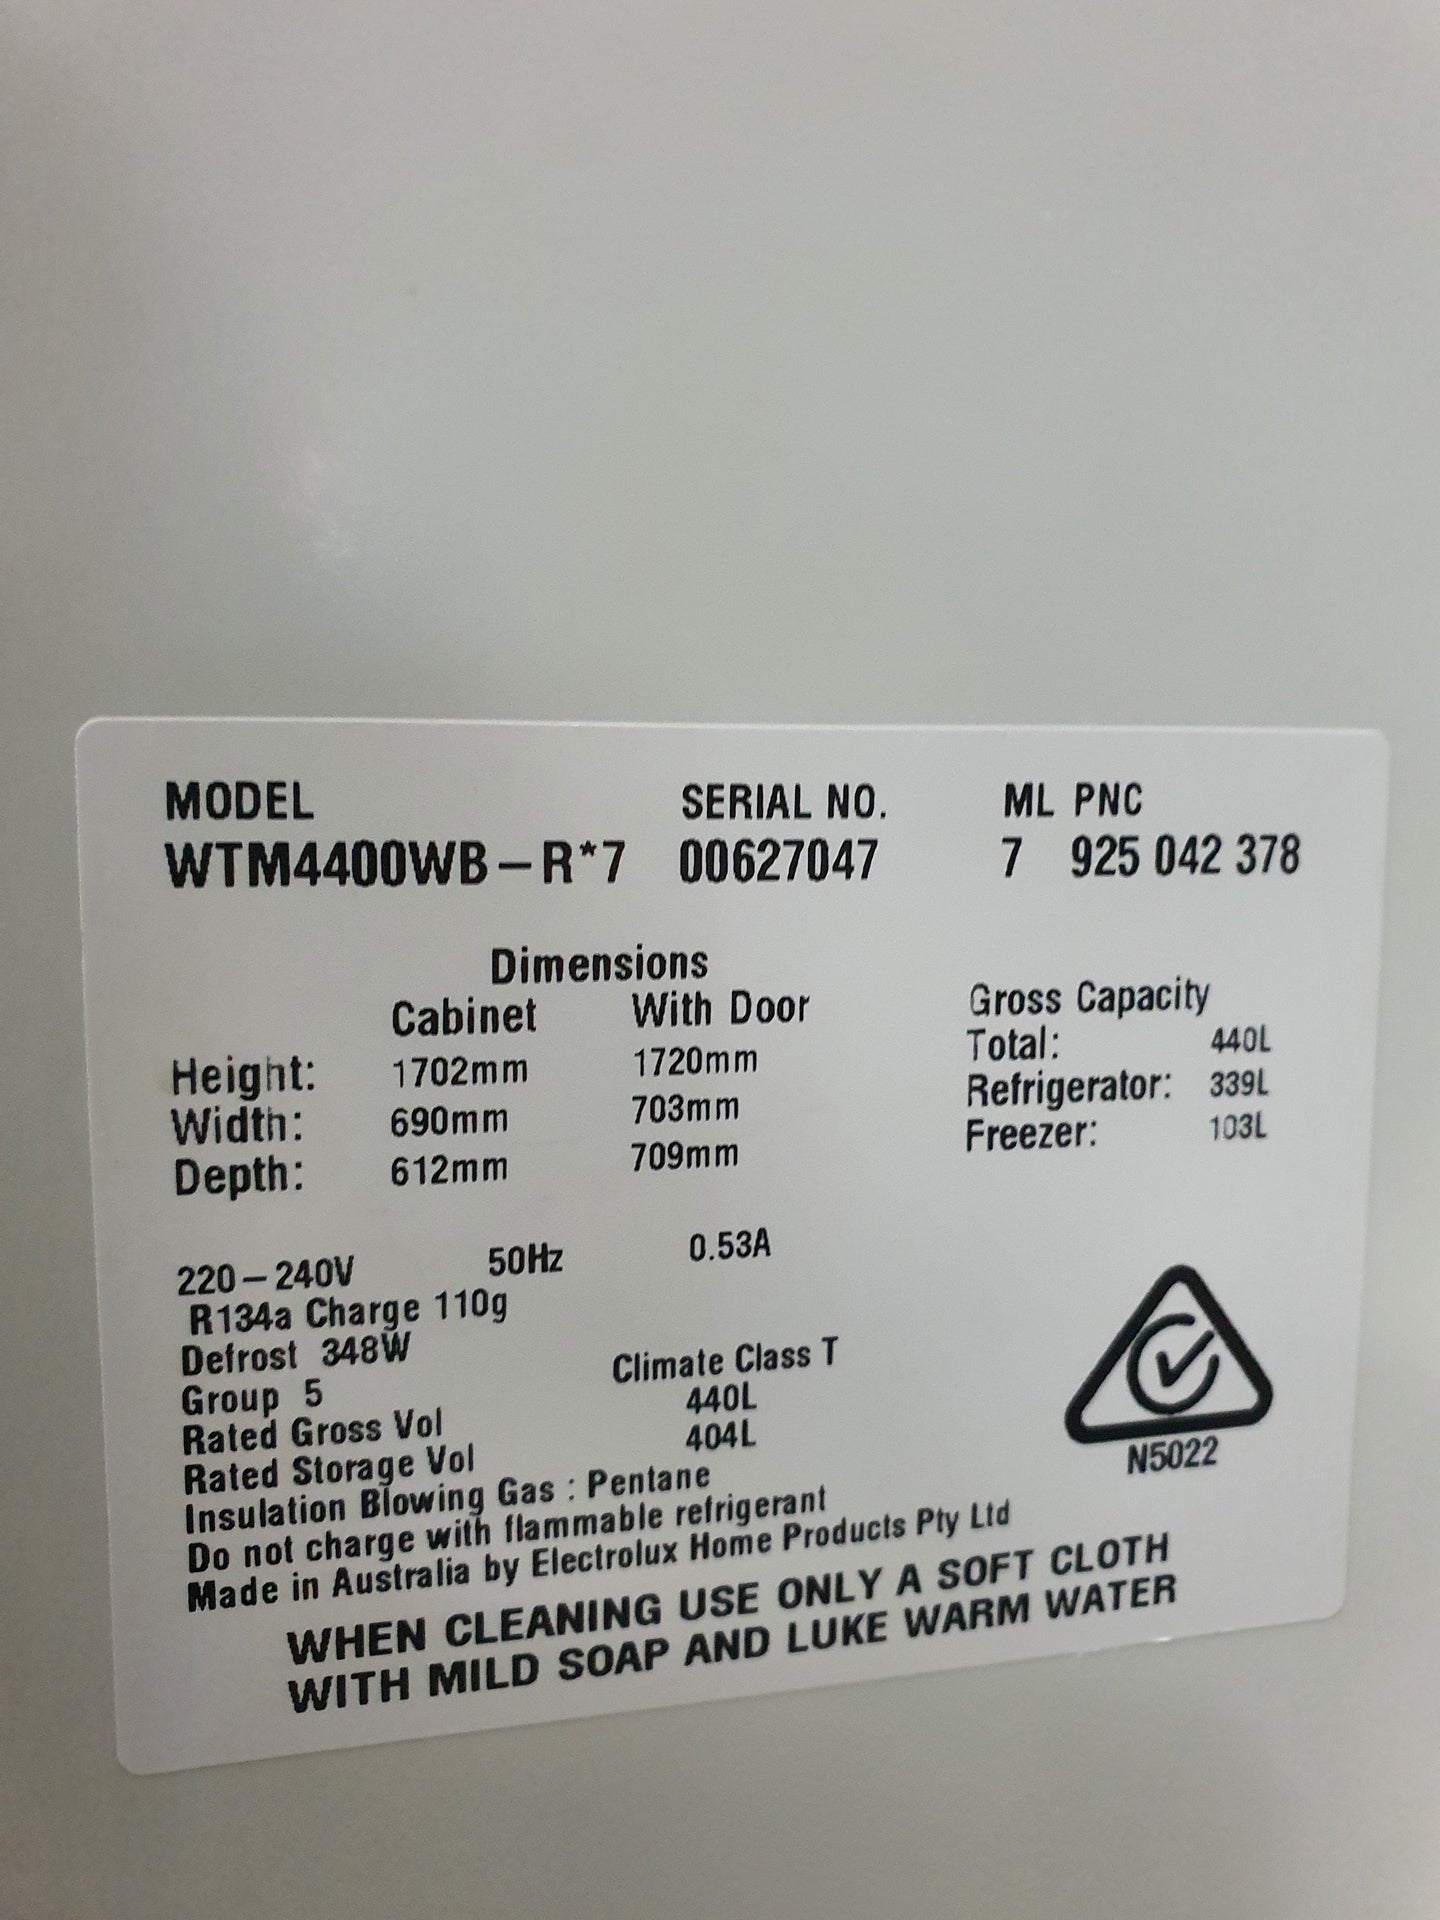 MODEL SERIAL NO. ML PNC
WTM4400WB-R*7 00627047 7 925 042 378
Dimensions
Cabinet With Door Gross Capacity
Height: 1702mm 1720mm Total: 440L
Width: 690mm 703mm Refrigerator: 339L
Depth: 612mm 709mm Freezer: 103L
220-240V 50Hz 0.53A
R134a Charge 110g
Defrost 348W
Group 5 Climate Class T
Rated Gross Vol 440L
Rated Storage Vol 404L
Insulation Blowing Gas : Pentane
Do not charge with flammable refrigerant
Made in Australia by Electrolux Home Products Pty Ltd
N5022
WHEN CLEANING USE ONLY A SOFT CLOTH
WITH MILD SOAP AND LUKE WARM WATER